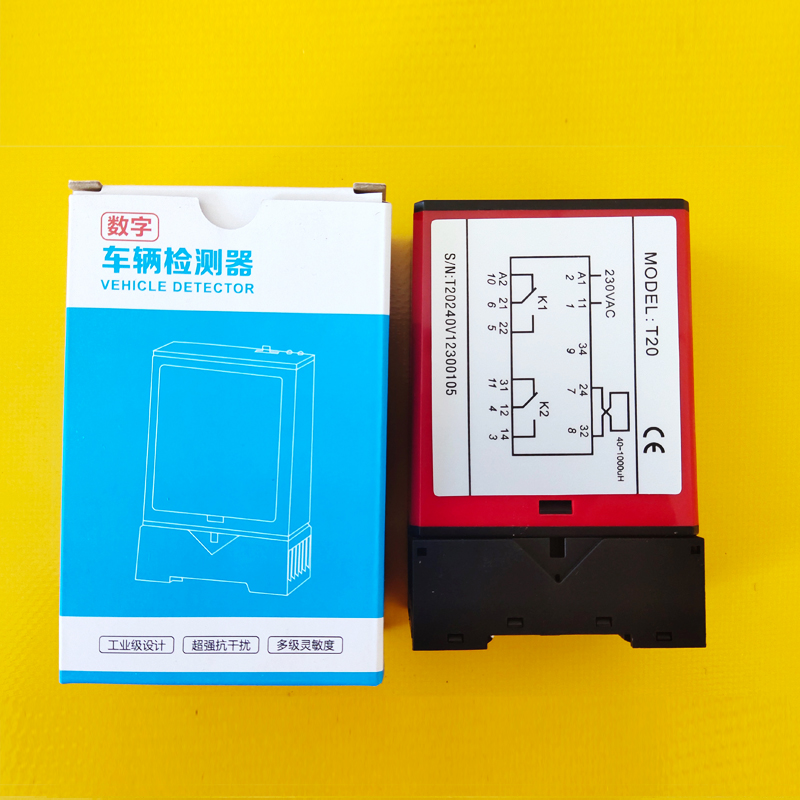 数字
车辆检测器
VEHICLE DETECTOR
工业级设计
超强抗干扰
多级灵敏度
MODEL: T20
CE
230VAC
40-1000uH
A1 11 34 24 32
2 1 9 7 8
K1 K2
A2 21 22 31 12 14
10 6 5 11 4 3
S/N:T20240V12300105